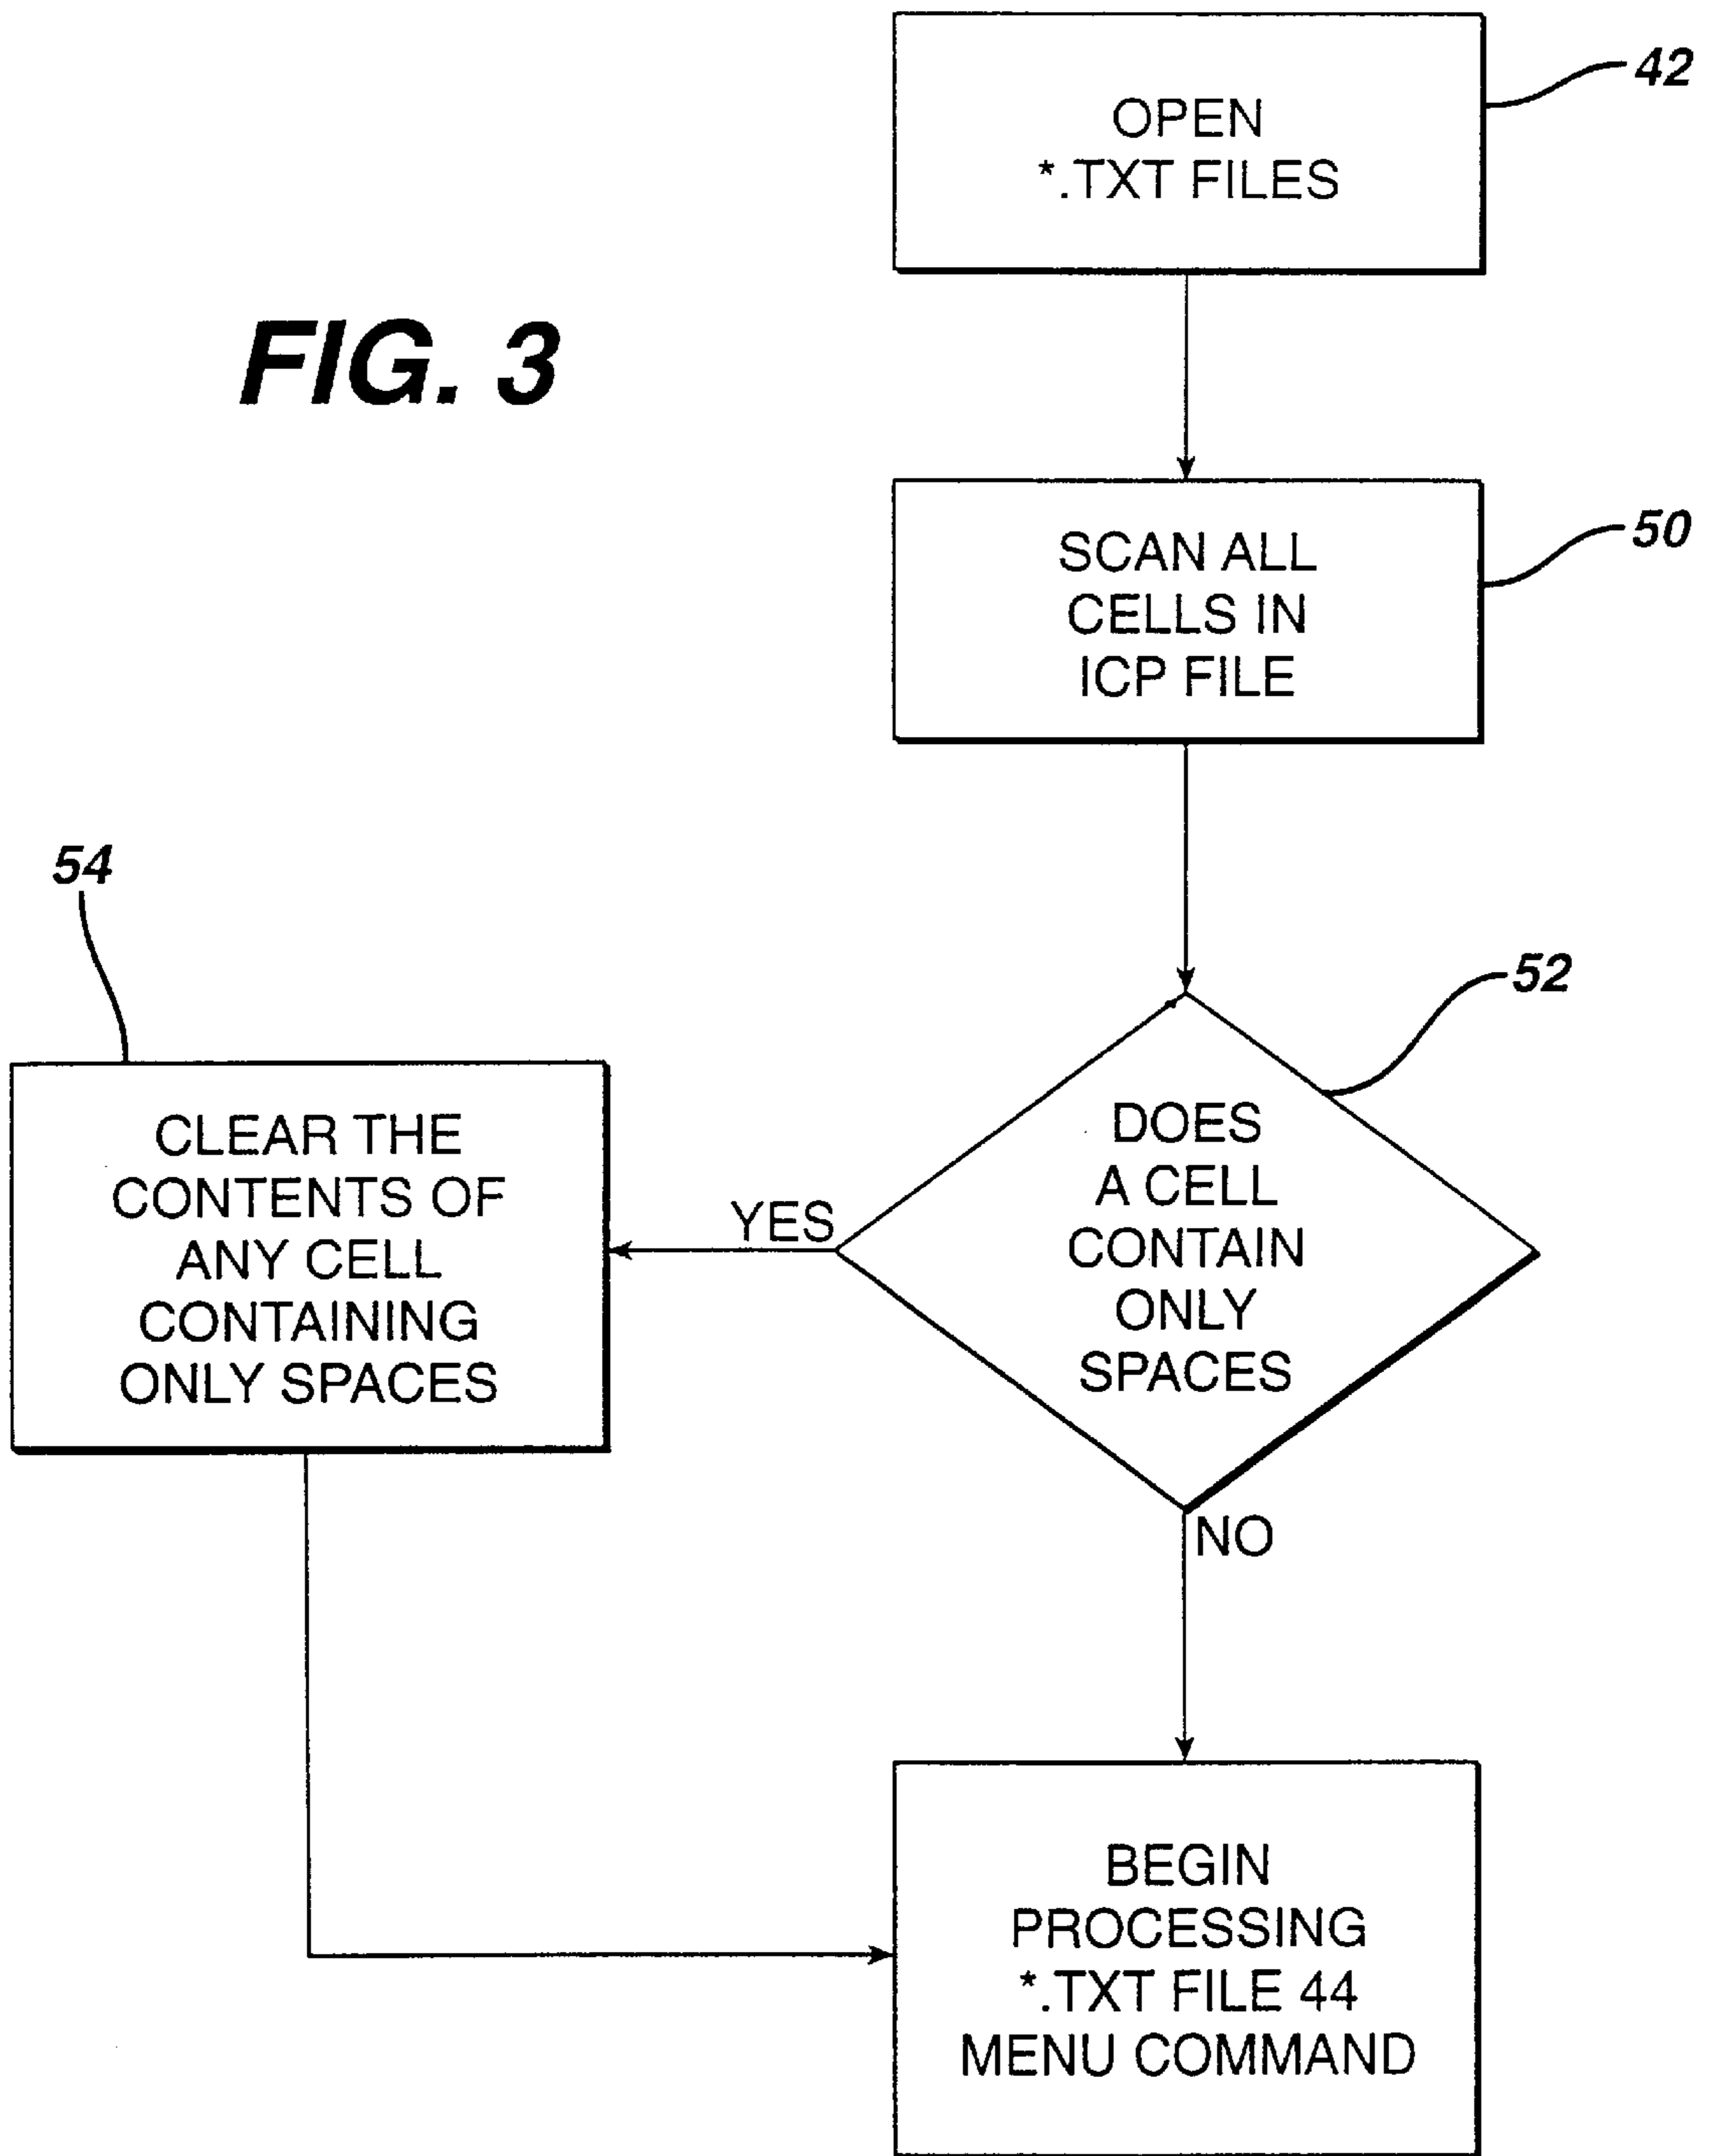 OPEN
*.TXT FILES
42
FIG. 3
SCAN ALL
CELLS IN
ICP FILE
50
54
52
CLEAR THE
CONTENTS OF
ANY CELL
CONTAINING
ONLY SPACES
YES
DOES
A CELL
CONTAIN
ONLY
SPACES
NO
BEGIN
PROCESSING
*.TXT FILE 44
MENU COMMAND